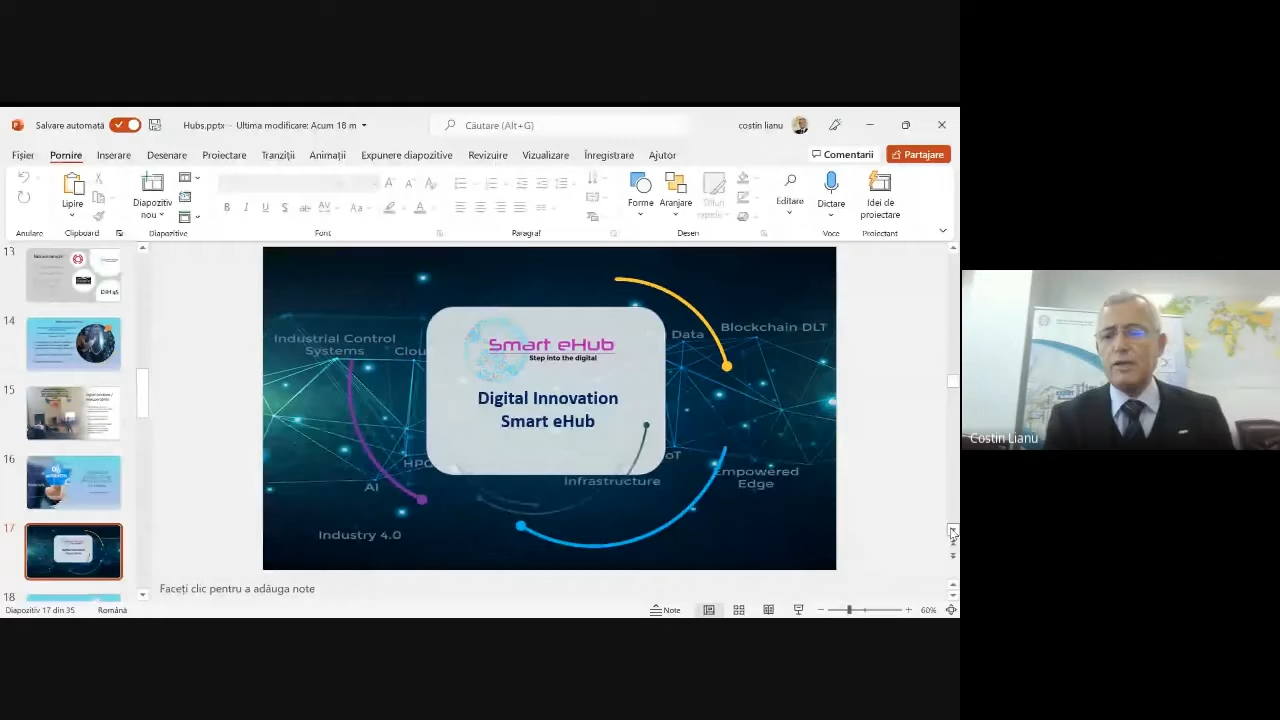 Salvare automată
Hubs.pptx
Ultima modificare: Acum 18 m
Căutare (Alt+G)
costin lianu
Fișier
Pornire
Inserare
Desenare
Proiectare
Tranziții
Animații
Expunere diapozitive
Revizuire
Vizualizare
Înregistrare
Ajutor
Comentarii
Partajare
Lipire
Diapozitiv
nou
Forme
Aranjare
Editare
Dictare
Idei de
proiectare
Anulare
Clipboard
Diapozitive
Font
Paragraf
Desen
Voce
Proiectant
13
14
15
16
17
18
DIH 4S
Industrial Control
Systems
Data
Blockchain DLT
Smart eHub
Step into the digital
Digital Innovation
Smart eHub
HPC
AI
Infrastructure
Empowered
Edge
Industry 4.0
Faceți clic pentru a adăuga note
Diapozitiv 17 din 35
Română
Note
60%
Costin Lianu